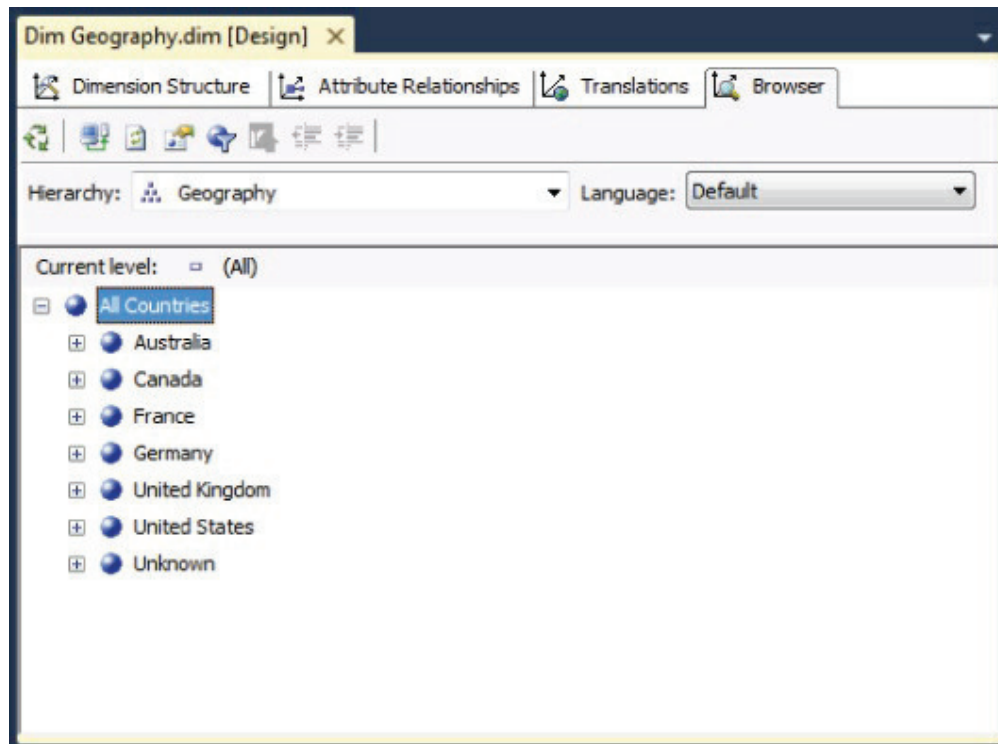 Dim Geography.dim [Design]
Dimension Structure Attribute Relationships Translations Browser
Hierarchy: Geography Language: Default
Current level: (All)
All Countries
Australia
Canada
France
Germany
United Kingdom
United States
Unknown